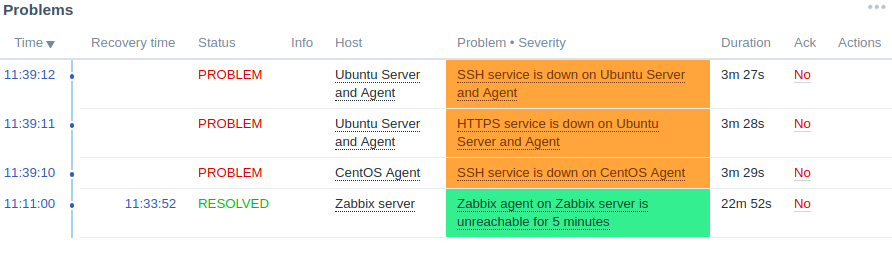 Problems
Time Recovery time Status Info Host Problem • Severity Duration Ack Actions
11:39:12 PROBLEM Ubuntu Server SSH service is down on Ubuntu Server 3m 27s No
and Agent and Agent
11:39:11 PROBLEM Ubuntu Server HTTPS service is down on Ubuntu 3m 28s No
and Agent Server and Agent
11:39:10 PROBLEM CentOS Agent SSH service is down on CentOS Agent 3m 29s No
11:11:00 11:33:52 RESOLVED Zabbix server Zabbix agent on Zabbix server is 22m 52s No
unreachable for 5 minutes